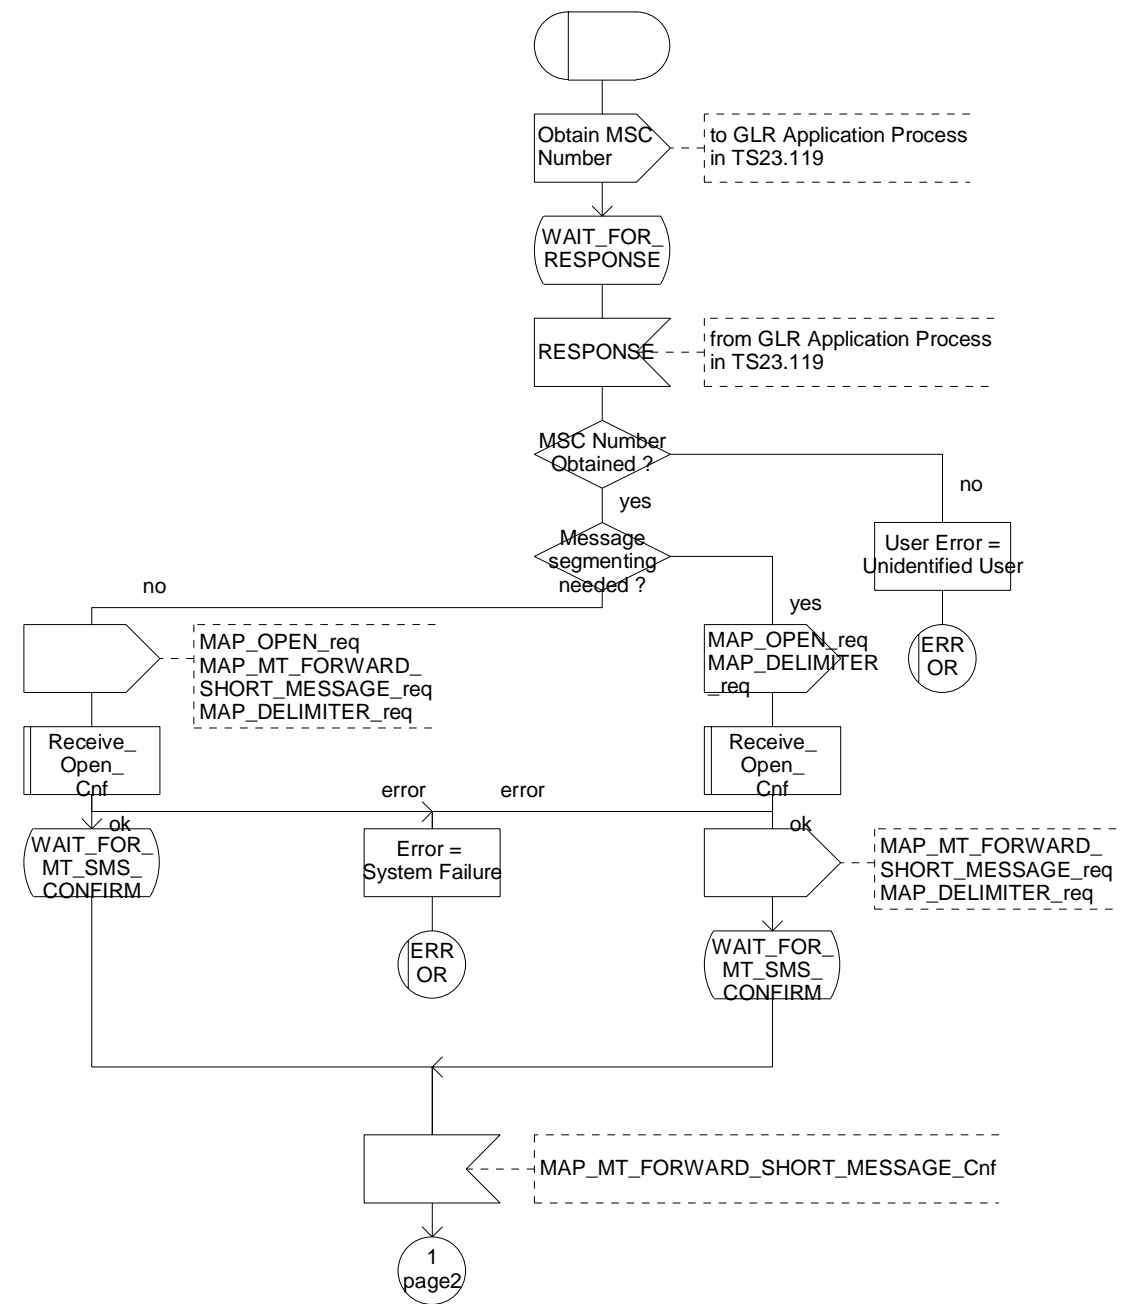 Obtain MSC
Number
to GLR Application Process
in TS23.119
WAIT_FOR_
RESPONSE
RESPONSE
from GLR Application Process
in TS23.119
MSC Number
Obtained ?
no
yes
User Error =
Unidentified User
ERR
OR
Message
segmenting
needed ?
no
yes
MAP_OPEN_req
MAP_MT_FORWARD_
SHORT_MESSAGE_req
MAP_DELIMITER_req
MAP_OPEN_req
MAP_DELIMITER
_req
Receive_
Open_
Cnf
Receive_
Open_
Cnf
error
error
ok
ok
WAIT_FOR_
MT_SMS_
CONFIRM
Error =
System Failure
MAP_MT_FORWARD_
SHORT_MESSAGE_req
MAP_DELIMITER_req
ERR
OR
WAIT_FOR_
MT_SMS_
CONFIRM
MAP_MT_FORWARD_SHORT_MESSAGE_Cnf
1
page2